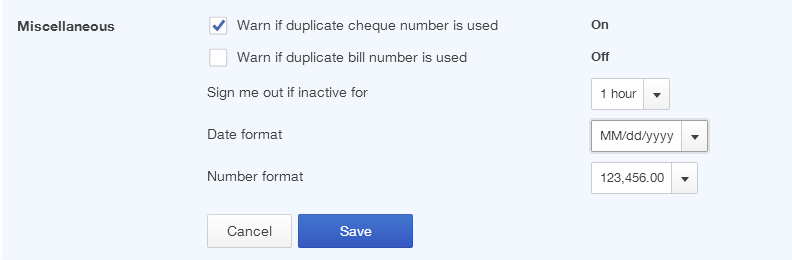 Miscellaneous
Warn if duplicate cheque number is used On
Warn if duplicate bill number is used Off
Sign me out if inactive for 1 hour
Date format MM/dd/yyyy
Number format 123,456.00
Cancel Save